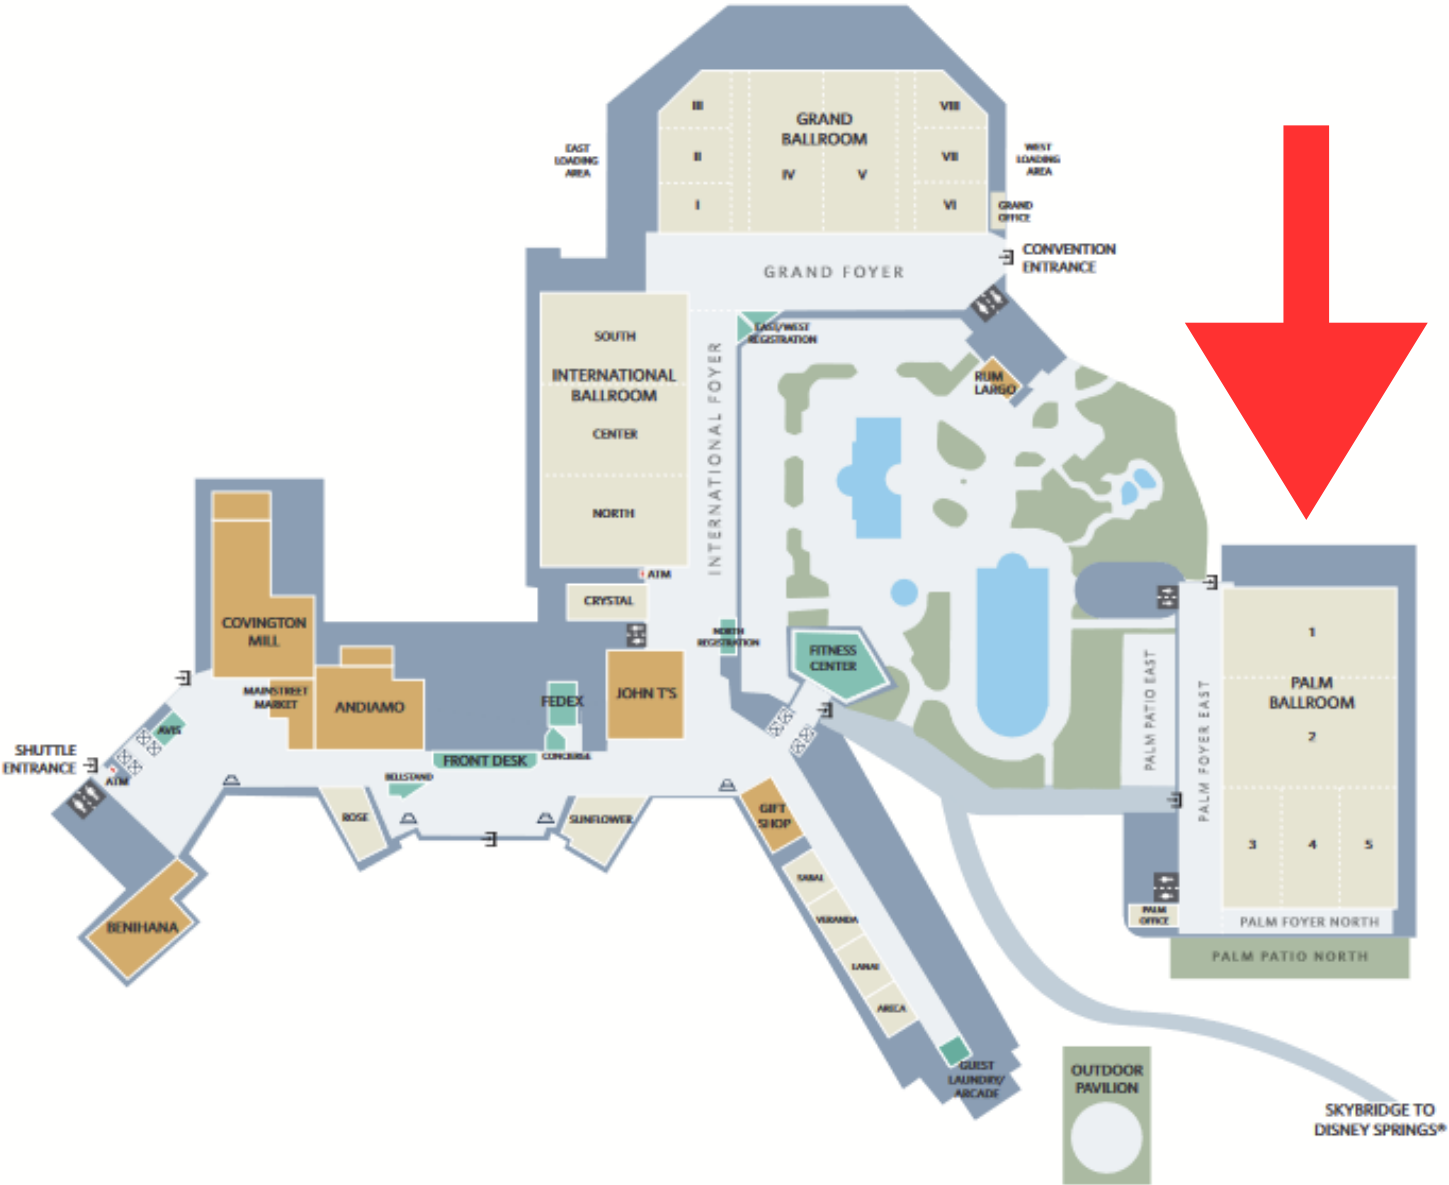 III
II
I
GRAND
BALLROOM
IV
V
VIII
VII
VI
EAST
LOADING
AREA
WEST
LOADING
AREA
GRAND
OFFICE
CONVENTION
ENTRANCE
GRAND FOYER
SOUTH
INTERNATIONAL
BALLROOM
CENTER
NORTH
INTERNATIONAL FOYER
EAST/WEST
REGISTRATION
RUM
LARGO
ATM
CRYSTAL
NORTH
REGISTRATION
FITNESS
CENTER
COVINGTON
MILL
MAINSTREET
MARKET
ANDIAMO
FEDEX
JOHN T'S
CONCIERGE
FRONT DESK
BELLSTAND
AVIS
SHUTTLE
ENTRANCE
ATM
ROSE
SUNFLOWER
GIFT
SHOP
BENIHANA
SABAL
VERANDA
LANAI
ARECA
GUEST
LAUNDRY/
ARCADE
PALM PATIO EAST
PALM FOYER EAST
1
PALM
BALLROOM
2
3
4
5
PALM
OFFICE
PALM FOYER NORTH
PALM PATIO NORTH
OUTDOOR
PAVILION
SKYBRIDGE TO
DISNEY SPRINGS®